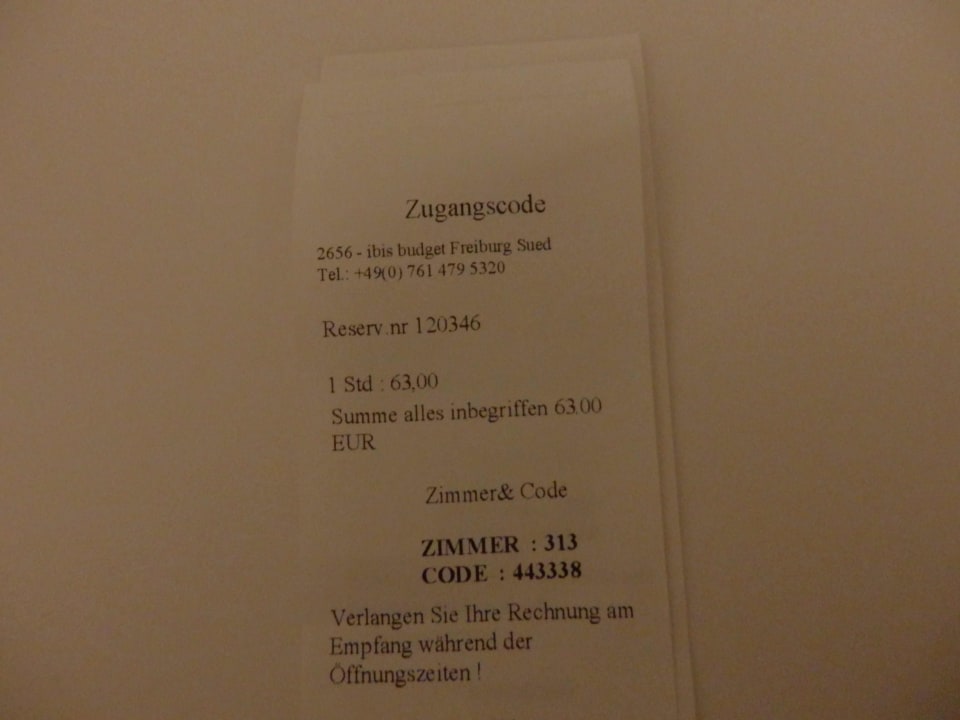 Zugangscode
2656 - ibis budget Freiburg Sued
Tel.: +49(0) 761 479 5320
Reserv.nr 120346
1 Std : 63,00
Summe alles inbegriffen 63.00
EUR
Zimmer& Code
ZIMMER : 313
CODE : 443338
Verlangen Sie Ihre Rechnung am
Empfang während der
Öffnungszeiten !